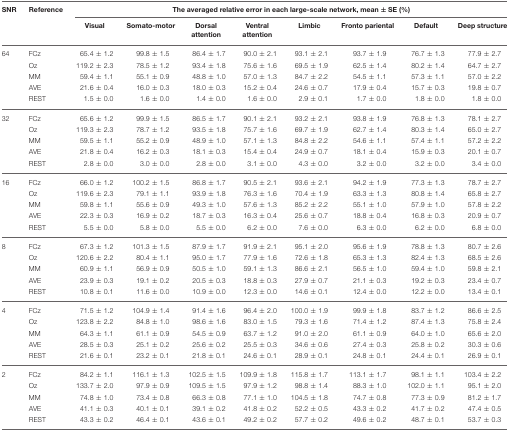 SNR Reference The averaged relative error in each large-scale network, mean ± SE (%)
Visual Somato-motor Dorsal attention Ventral attention Limbic Fronto pariental Default Deep structure
64 FCz 65.4 ± 1.2 99.8 ± 1.5 86.4 ± 1.7 90.0 ± 2.1 93.1 ± 2.1 93.7 ± 1.9 76.7 ± 1.3 77.9 ± 2.7
Oz 119.2 ± 2.3 78.5 ± 1.2 93.4 ± 1.8 75.6 ± 1.6 69.5 ± 1.9 62.5 ± 1.4 80.2 ± 1.4 64.7 ± 2.7
MM 59.4 ± 1.1 55.1 ± 0.9 48.8 ± 1.0 57.0 ± 1.3 84.7 ± 2.2 54.5 ± 1.1 57.3 ± 1.1 57.0 ± 2.2
AVE 21.6 ± 0.4 16.0 ± 0.3 18.0 ± 0.3 15.2 ± 0.4 24.6 ± 0.7 17.9 ± 0.4 15.7 ± 0.3 19.8 ± 0.7
REST 1.5 ± 0.0 1.6 ± 0.0 1.4 ± 0.0 1.6 ± 0.0 2.9 ± 0.1 1.7 ± 0.0 1.8 ± 0.0 1.8 ± 0.0
32 FCz 65.6 ± 1.2 99.9 ± 1.5 86.5 ± 1.7 90.1 ± 2.1 93.2 ± 2.1 93.8 ± 1.9 76.8 ± 1.3 78.1 ± 2.7
Oz 119.3 ± 2.3 78.7 ± 1.2 93.5 ± 1.8 75.7 ± 1.6 69.7 ± 1.9 62.7 ± 1.4 80.3 ± 1.4 65.0 ± 2.7
MM 59.5 ± 1.1 55.2 ± 0.9 48.9 ± 1.0 57.1 ± 1.3 84.8 ± 2.2 54.6 ± 1.1 57.4 ± 1.1 57.2 ± 2.2
AVE 21.8 ± 0.4 16.2 ± 0.3 18.1 ± 0.3 15.4 ± 0.4 24.9 ± 0.7 18.1 ± 0.4 15.9 ± 0.3 20.1 ± 0.7
REST 2.8 ± 0.0 3.0 ± 0.0 2.8 ± 0.0 3.1 ± 0.0 4.3 ± 0.0 3.2 ± 0.0 3.2 ± 0.0 3.4 ± 0.0
16 FCz 66.0 ± 1.2 100.2 ± 1.5 86.8 ± 1.7 90.5 ± 2.1 93.6 ± 2.1 94.2 ± 1.9 77.3 ± 1.3 78.7 ± 2.7
Oz 119.6 ± 2.3 79.1 ± 1.1 93.9 ± 1.8 76.3 ± 1.6 70.4 ± 1.9 63.3 ± 1.3 80.8 ± 1.4 65.8 ± 2.7
MM 59.8 ± 1.1 55.6 ± 0.9 49.3 ± 1.0 57.6 ± 1.3 85.2 ± 2.2 55.1 ± 1.0 57.9 ± 1.0 57.8 ± 2.2
AVE 22.3 ± 0.3 16.9 ± 0.2 18.7 ± 0.3 16.3 ± 0.4 25.6 ± 0.7 18.8 ± 0.4 16.8 ± 0.3 20.9 ± 0.7
REST 5.5 ± 0.0 5.8 ± 0.0 5.5 ± 0.0 6.2 ± 0.0 7.6 ± 0.0 6.3 ± 0.0 6.2 ± 0.0 6.8 ± 0.0
8 FCz 67.3 ± 1.2 101.3 ± 1.5 87.9 ± 1.7 91.9 ± 2.1 95.1 ± 2.0 95.6 ± 1.9 78.8 ± 1.3 80.7 ± 2.6
Oz 120.6 ± 2.2 80.4 ± 1.1 95.0 ± 1.7 77.9 ± 1.6 72.6 ± 1.8 65.3 ± 1.3 82.4 ± 1.3 68.5 ± 2.6
MM 60.9 ± 1.1 56.9 ± 0.9 50.5 ± 1.0 59.1 ± 1.3 86.6 ± 2.1 56.5 ± 1.0 59.4 ± 1.0 59.8 ± 2.1
AVE 23.9 ± 0.3 19.1 ± 0.2 20.5 ± 0.3 18.8 ± 0.3 27.9 ± 0.7 21.1 ± 0.3 19.2 ± 0.3 23.4 ± 0.7
REST 10.8 ± 0.1 11.6 ± 0.0 10.9 ± 0.0 12.3 ± 0.0 14.6 ± 0.1 12.4 ± 0.0 12.2 ± 0.0 13.4 ± 0.1
4 FCz 71.5 ± 1.2 104.9 ± 1.4 91.4 ± 1.6 96.4 ± 2.0 100.0 ± 1.9 99.9 ± 1.8 83.7 ± 1.2 86.6 ± 2.5
Oz 123.8 ± 2.2 84.8 ± 1.0 98.6 ± 1.6 83.0 ± 1.5 79.3 ± 1.6 71.4 ± 1.2 87.4 ± 1.3 75.8 ± 2.4
MM 64.3 ± 1.1 61.1 ± 0.9 54.5 ± 0.9 63.7 ± 1.2 91.0 ± 2.0 61.1 ± 0.9 64.0 ± 1.0 65.6 ± 2.0
AVE 28.5 ± 0.3 25.1 ± 0.2 25.6 ± 0.2 25.5 ± 0.3 34.6 ± 0.6 27.4 ± 0.3 25.8 ± 0.2 30.3 ± 0.6
REST 21.6 ± 0.1 23.2 ± 0.1 21.8 ± 0.1 24.6 ± 0.1 28.9 ± 0.1 24.8 ± 0.1 24.4 ± 0.1 26.9 ± 0.1
2 FCz 84.2 ± 1.1 116.1 ± 1.3 102.5 ± 1.5 109.9 ± 1.8 115.8 ± 1.7 113.1 ± 1.7 98.1 ± 1.1 103.4 ± 2.2
Oz 133.7 ± 2.0 97.9 ± 0.9 109.5 ± 1.5 97.9 ± 1.2 98.8 ± 1.4 88.3 ± 1.0 102.0 ± 1.1 95.1 ± 2.0
MM 74.8 ± 1.0 73.4 ± 0.8 66.3 ± 0.8 77.1 ± 1.0 104.5 ± 1.8 74.7 ± 0.8 77.3 ± 0.9 81.2 ± 1.7
AVE 41.1 ± 0.3 40.1 ± 0.1 39.1 ± 0.2 41.8 ± 0.2 52.2 ± 0.5 43.3 ± 0.2 41.7 ± 0.2 47.4 ± 0.5
REST 43.3 ± 0.2 46.4 ± 0.1 43.6 ± 0.1 49.2 ± 0.2 57.7 ± 0.2 49.6 ± 0.2 48.7 ± 0.1 53.7 ± 0.3